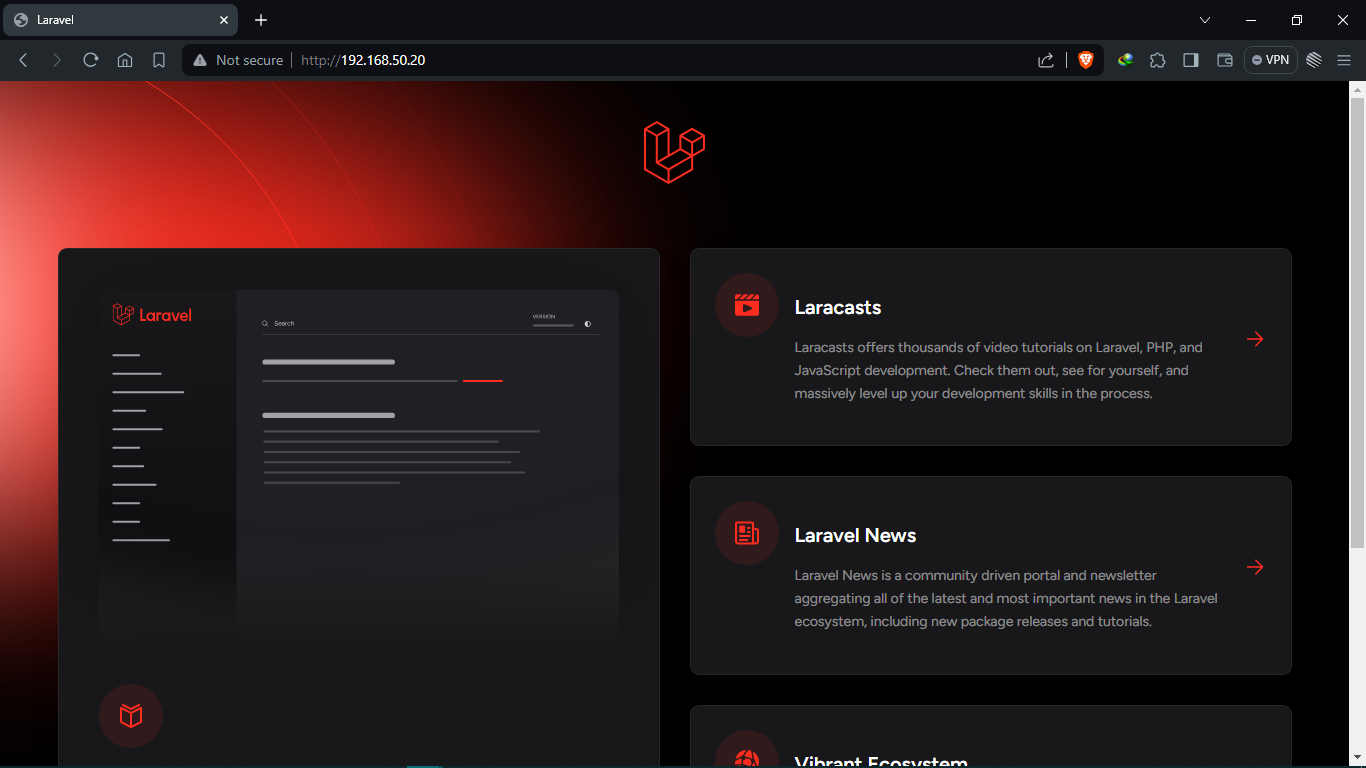 Laravel
Not secure
http://192.168.50.20
VPN
Laravel
Search
VERSION
Laracasts
Laracasts offers thousands of video tutorials on Laravel, PHP, and
JavaScript development. Check them out, see for yourself, and
massively level up your development skills in the process.
Laravel News
Laravel News is a community driven portal and newsletter
aggregating all of the latest and most important news in the Laravel
ecosystem, including new package releases and tutorials.
Vibrant Ecosystem